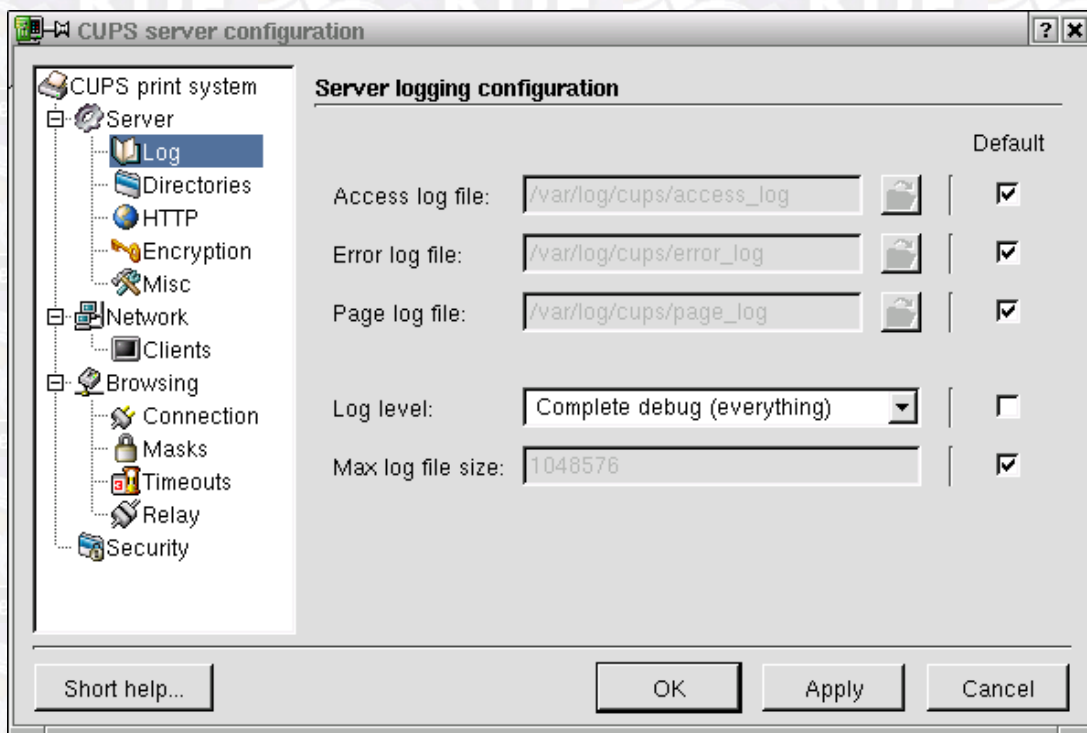 CUPS server configuration
CUPS print system
Server
Log
Directories
HTTP
Encryption
Misc
Network
Clients
Browsing
Connection
Masks
Timeouts
Relay
Security
Server logging configuration
Default
Access log file: /var/log/cups/access_log
Error log file: /var/log/cups/error_log
Page log file: /var/log/cups/page_log
Log level: Complete debug (everything)
Max log file size: 1048576
Short help... OK Apply Cancel